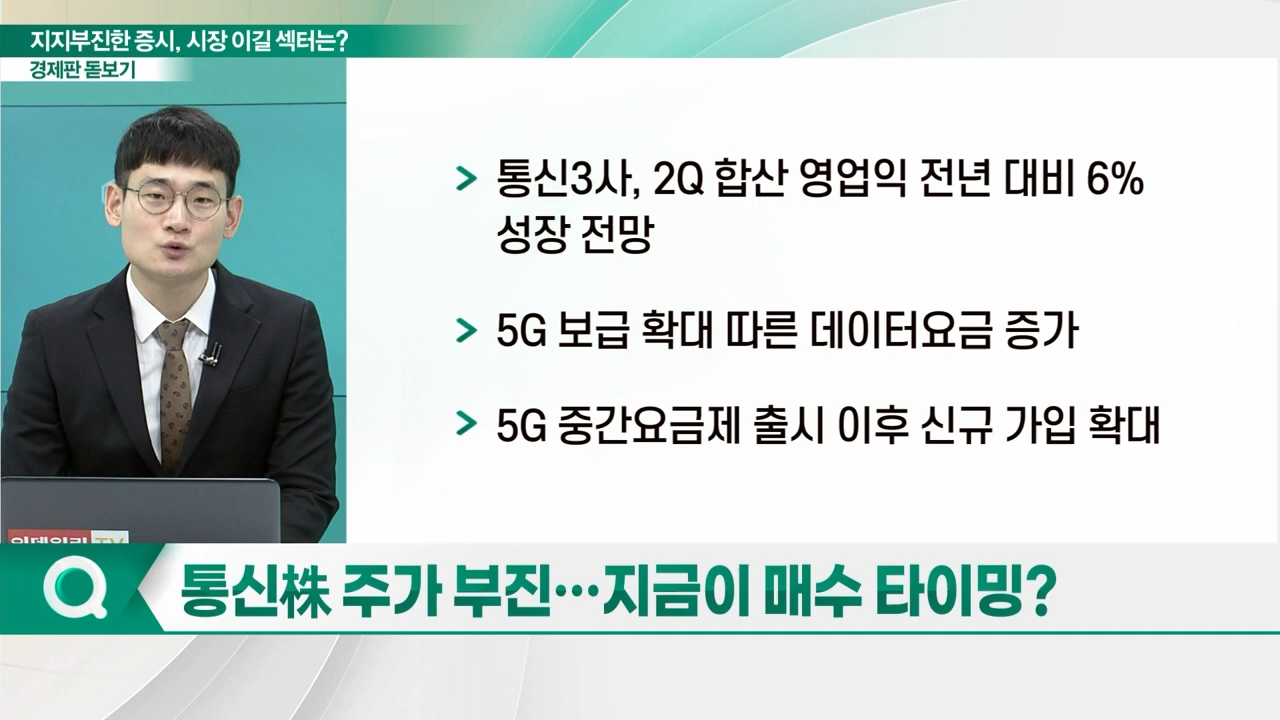 지지부진한 증시, 시장 이길 섹터는?
경제판 돋보기
통신3사, 2Q 합산 영업익 전년 대비 6%
성장 전망
5G 보급 확대 따른 데이터요금 증가
5G 중간요금제 출시 이후 신규 가입 확대
통신株 주가 부진…지금이 매수 타이밍?